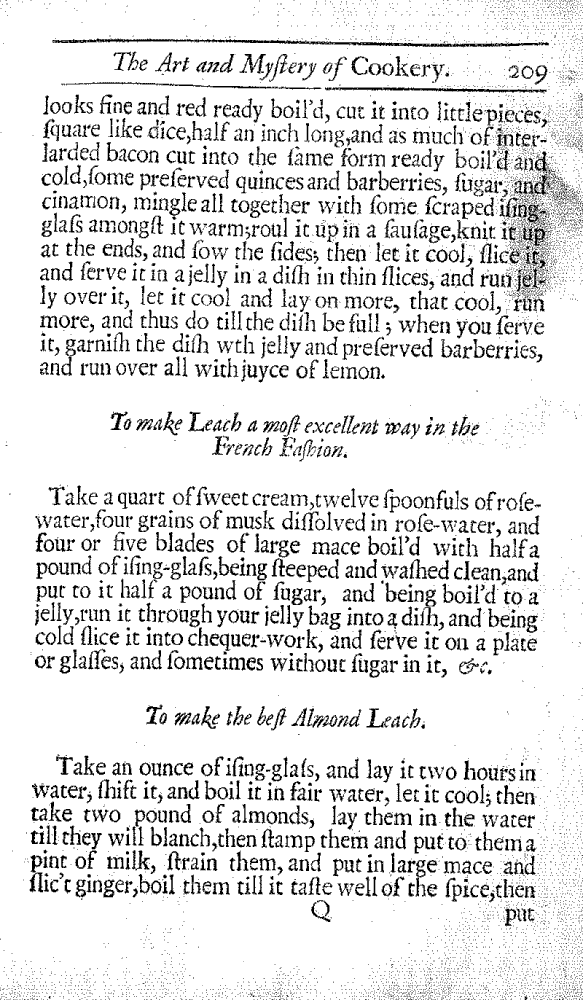 The Art and Myſtery of Cookery. 209
looks fine and red ready boil'd, cut it into little pieces,
ſquare like dice,half an inch long,and as much of inter-
larded bacon cut into the ſame form ready boil'd and
cold,ſome preſerved quinces and barberries, ſugar, and
cinamon, mingle all together with ſome ſcraped iſing-
glaſs amongſt it warm;roul it up in a ſauſage,knit it up
at the ends, and ſow the ſides; then let it cool, ſlice it,
and ſerve it in a jelly in a diſh in thin ſlices, and run jel-
ly over it, let it cool and lay on more, that cool, run
more, and thus do till the diſh be full ; when you ſerve
it, garniſh the diſh wth jelly and preſerved barberries,
and run over all with juyce of lemon.
To make Leach a moſt excellent way in the
French Faſhion.
Take a quart of ſweet cream,twelve ſpoonfuls of roſe-
water,four grains of musk diſſolved in roſe-water, and
four or five blades of large mace boil'd with half a
pound of iſing-glaſs,being ſteeped and waſhed clean,and
put to it half a pound of ſugar, and being boil'd to a
jelly,run it through your jelly bag into a diſh, and being
cold ſlice it into chequer-work, and ſerve it on a plate
or glaſſes, and ſometimes without ſugar in it, &c.
To make the beſt Almond Leach.
Take an ounce of iſing-glaſs, and lay it two hours in
water, ſhift it, and boil it in fair water, let it cool; then
take two pound of almonds, lay them in the water
till they will blanch,then ſtamp them and put to them a
pint of milk, ſtrain them, and put in large mace and
ſlic't ginger,boil them till it taſte well of the ſpice,then
Q put